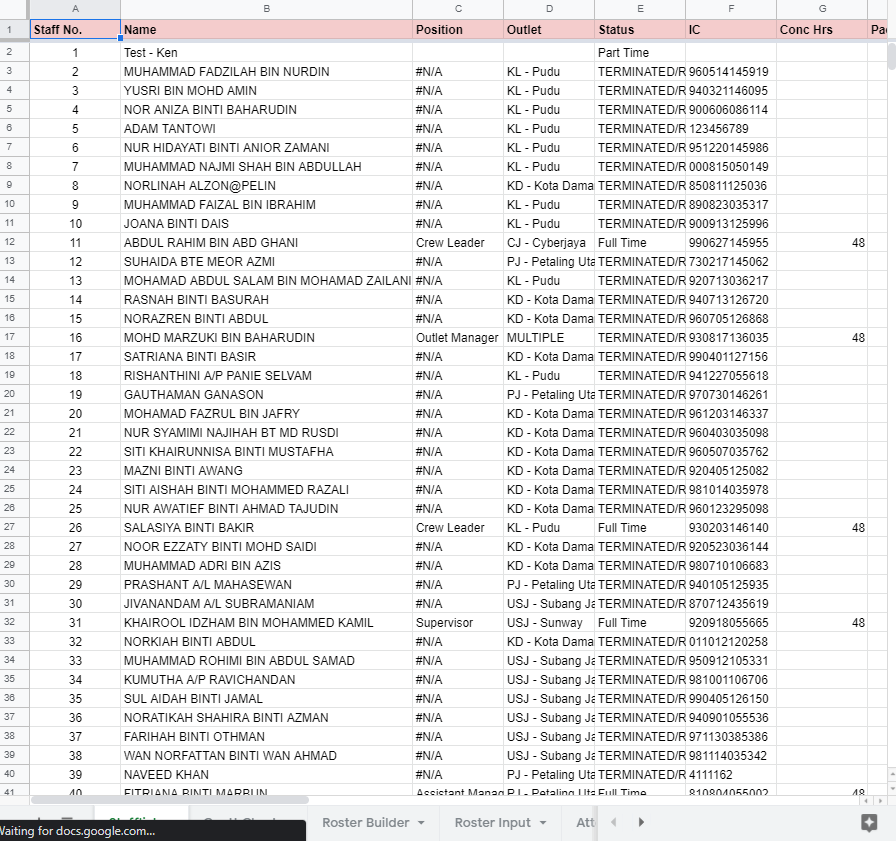 A B C D E F G
1 Staff No. Name Position Outlet Status IC Conc Hrs Pa
2 1 Test - Ken Part Time
3 2 MUHAMMAD FADZILAH BIN NURDIN #N/A KL - Pudu TERMINATED/R 960514145919
4 3 YUSRI BIN MOHD AMIN #N/A KL - Pudu TERMINATED/R 940321146095
5 4 NOR ANIZA BINTI BAHARUDIN #N/A KL - Pudu TERMINATED/R 900606086114
6 5 ADAM TANTOWI #N/A KL - Pudu TERMINATED/R 123456789
7 6 NUR HIDAYATI BINTI ANIOR ZAMANI #N/A KL - Pudu TERMINATED/R 951220145986
8 7 MUHAMMAD NAJMI SHAH BIN ABDULLAH #N/A KL - Pudu TERMINATED/R 000815050149
9 8 NORLINAH ALZON@PELIN #N/A KD - Kota Dama TERMINATED/R 850811125036
10 9 MUHAMMAD FAIZAL BIN IBRAHIM #N/A KL - Pudu TERMINATED/R 890823035317
11 10 JOANA BINTI DAIS #N/A KL - Pudu TERMINATED/R 900913125996
12 11 ABDUL RAHIM BIN ABD GHANI Crew Leader CJ - Cyberjaya Full Time 990627145955 48
13 12 SUHAIDA BTE MEOR AZMI #N/A PJ - Petaling Uta TERMINATED/R 730217145062
14 13 MOHAMAD ABDUL SALAM BIN MOHAMAD ZAILANI #N/A KL - Pudu TERMINATED/R 920713036217
15 14 RASNAH BINTI BASURAH #N/A KD - Kota Dama TERMINATED/R 940713126720
16 15 NORAZREN BINTI ABDUL #N/A KD - Kota Dama TERMINATED/R 960705126868
17 16 MOHD MARZUKI BIN BAHARUDIN Outlet Manager MULTIPLE TERMINATED/R 930817136035 48
18 17 SATRIANA BINTI BASIR #N/A KD - Kota Dama TERMINATED/R 990401127156
19 18 RISHANTHINI A/P PANIE SELVAM #N/A KL - Pudu TERMINATED/R 941227055618
20 19 GAUTHAMAN GANASON #N/A PJ - Petaling Uta TERMINATED/R 970730146261
21 20 MOHAMAD FAZRUL BIN JAFRY #N/A KD - Kota Dama TERMINATED/R 961203146337
22 21 NUR SYAMIMI NAJIHAH BT MD RUSDI #N/A KD - Kota Dama TERMINATED/R 960403035098
23 22 SITI KHAIRUNNISA BINTI MUSTAFHA #N/A KD - Kota Dama TERMINATED/R 960507035762
24 23 MAZNI BINTI AWANG #N/A KD - Kota Dama TERMINATED/R 920405125082
25 24 SITI AISHAH BINTI MOHAMMED RAZALI #N/A KD - Kota Dama TERMINATED/R 981014035978
26 25 NUR AWATIEF BINTI AHMAD TAJUDIN #N/A KD - Kota Dama TERMINATED/R 960123295098
27 26 SALASIYA BINTI BAKIR Crew Leader KL - Pudu Full Time 930203146140 48
28 27 NOOR EZZATY BINTI MOHD SAIDI #N/A KD - Kota Dama TERMINATED/R 920523036144
29 28 MUHAMMAD ADRI BIN AZIS #N/A KD - Kota Dama TERMINATED/R 980710106683
30 29 PRASHANT A/L MAHASEWAN #N/A PJ - Petaling Uta TERMINATED/R 940105125935
31 30 JIVANANDAM A/L SUBRAMANIAM #N/A USJ - Subang Ja TERMINATED/R 870712435619
32 31 KHAIROOL IDZHAM BIN MOHAMMED KAMIL Supervisor USJ - Sunway Full Time 920918055665 48
33 32 NORKIAH BINTI ABDUL #N/A KD - Kota Dama TERMINATED/R 011012120258
34 33 MUHAMMAD ROHIMI BIN ABDUL SAMAD #N/A USJ - Subang Ja TERMINATED/R 950912105331
35 34 KUMUTHA A/P RAVICHANDAN #N/A USJ - Subang Ja TERMINATED/R 981001106706
36 35 SUL AIDAH BINTI JAMAL #N/A USJ - Subang Ja TERMINATED/R 990405126150
37 36 NORATIKAH SHAHIRA BINTI AZMAN #N/A USJ - Subang Ja TERMINATED/R 940901055536
38 37 FARIHAH BINTI OTHMAN #N/A USJ - Subang Ja TERMINATED/R 971130385386
39 38 WAN NORFATTAN BINTI WAN AHMAD #N/A USJ - Subang Ja TERMINATED/R 981114035342
40 39 NAVEED KHAN #N/A PJ - Petaling Uta TERMINATED/R 4111162
41 40 FITRIANA BINTI MARBUN Assistant Manag PJ - Petaling Uta Full Time 810804055002 48
Roster Builder Roster Input Att
Waiting for docs.google.com...